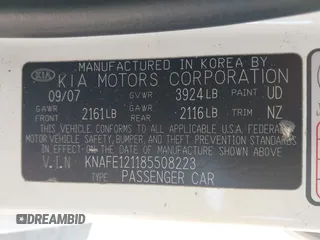 MANUFACTURED IN KOREA BY
KIA KIA MOTORS CORPORATION
09/07 GVWR 3924LB PAINT UD
GAWR FRONT 2161LB GAWR REAR 2116LB TRIM NZ
THIS VEHICLE CONFORMS TO ALL APPLICABLE U.S.A FEDERAL
MOTOR VEHICLE SAFETY, BUMPER, AND THEFT PREVENTION STANDARDS
IN EFFECT ON THE DATE OF MANUFACTURE SHOWN ABOVE.
V.I.N KNAFE121185508223
TYPE PASSENGER CAR